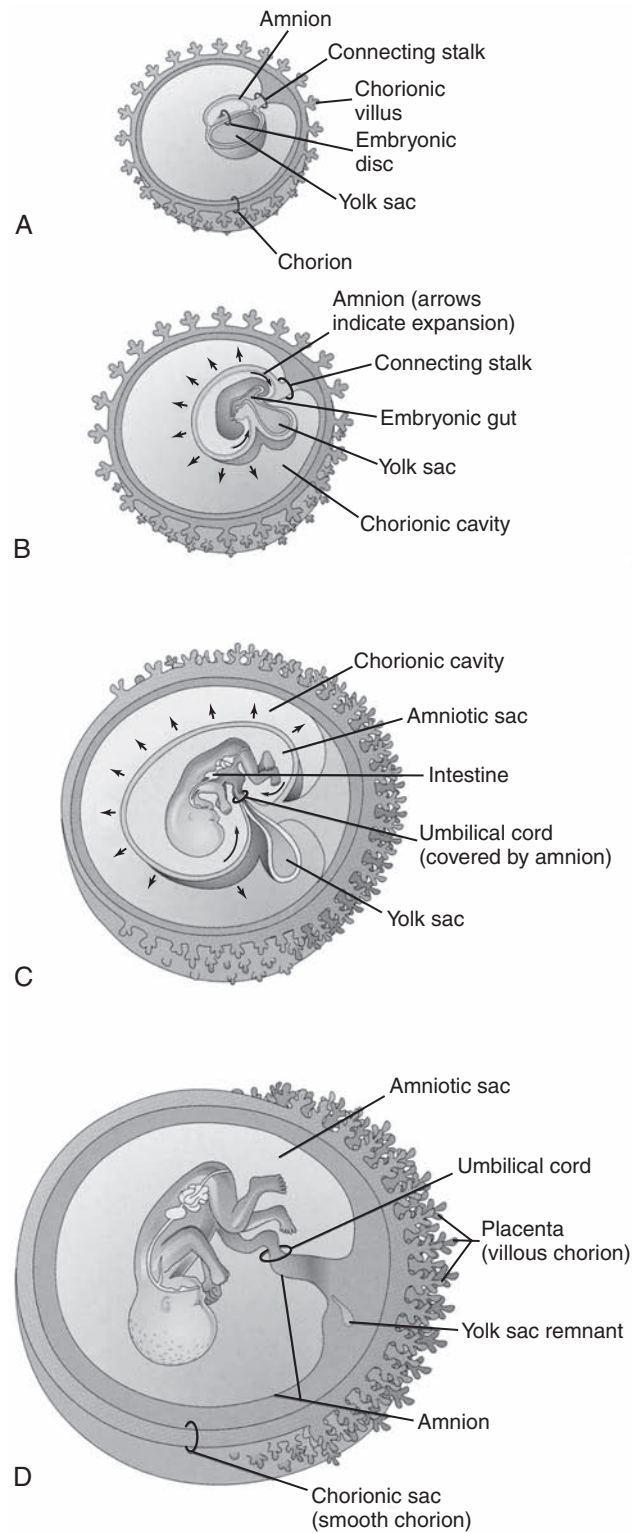 Amnion
Connecting stalk
Chorionic
villus
Embryonic
disc
Yolk sac
A
Chorion
Amnion (arrows
indicate expansion)
Connecting stalk
Embryonic gut
Yolk sac
Chorionic cavity
B
Chorionic cavity
Amniotic sac
Intestine
Umbilical cord
(covered by amnion)
Yolk sac
C
Amniotic sac
Umbilical cord
Placenta
(villous chorion)
Yolk sac remnant
Amnion
D
Chorionic sac
(smooth chorion)